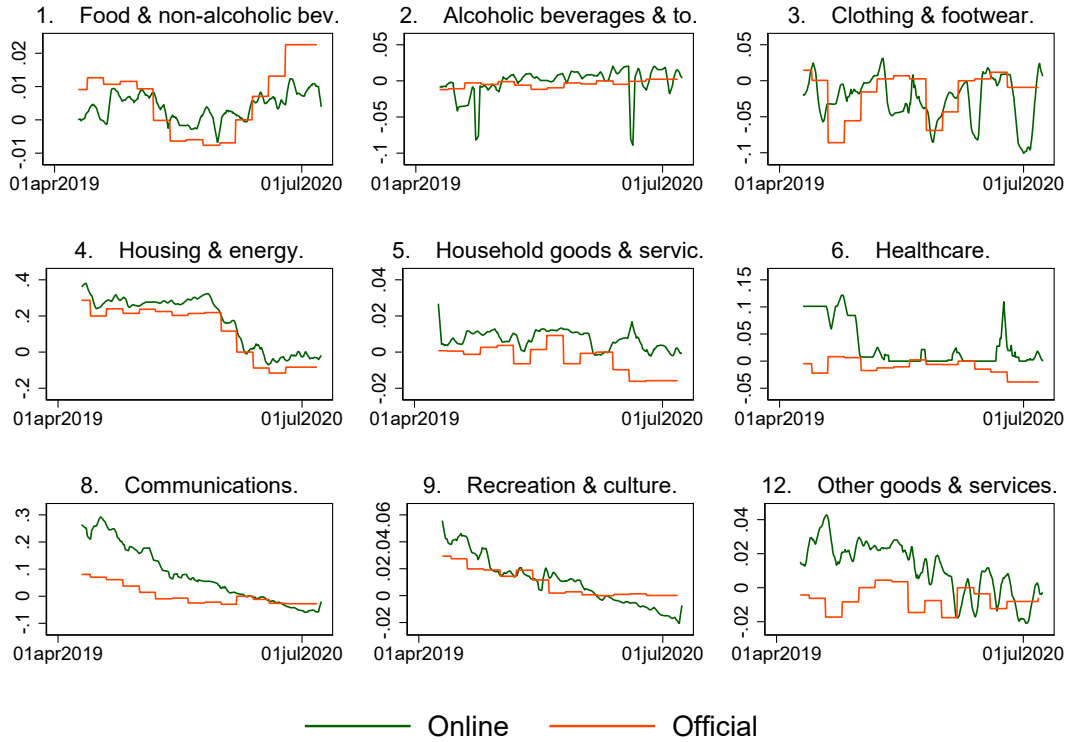 1. Food & non-alcoholic bev.
.02
.01
0
-.01
01apr2019 01jul2020
2. Alcoholic beverages & to.
.05
0
-.05
-.1
01apr2019 01jul2020
3. Clothing & footwear.
.05
0
-.05
-.1
01apr2019 01jul2020
4. Housing & energy.
.4
.2
0
-.2
01apr2019 01jul2020
5. Household goods & servic.
.04
.02
0
-.02
01apr2019 01jul2020
6. Healthcare.
.15
.1
.05
0
-.05
01apr2019 01jul2020
8. Communications.
.3
.2
.1
0
-.1
01apr2019 01jul2020
9. Recreation & culture.
.06
.04
.02
0
-.02
01apr2019 01jul2020
12. Other goods & services.
.04
.02
0
-.02
01apr2019 01jul2020
Online Official